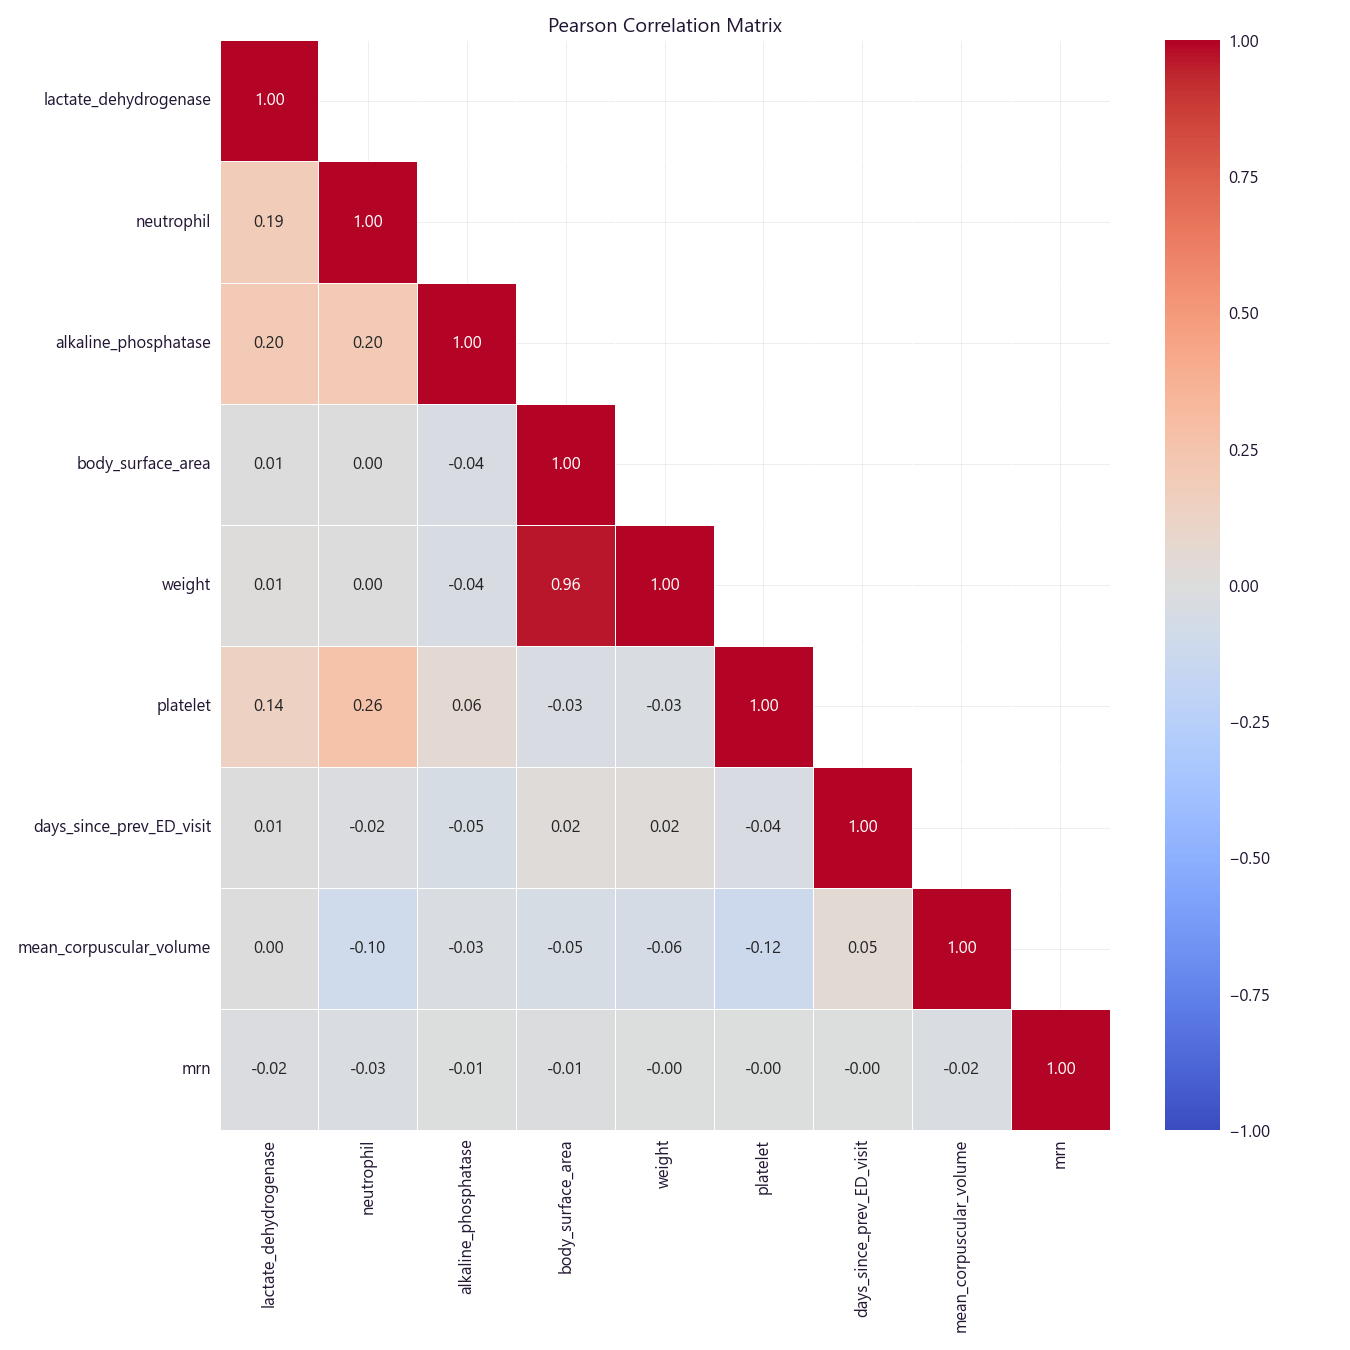 Pearson Correlation Matrix
lactate_dehydrogenase 1.00
neutrophil 0.19 1.00
alkaline_phosphatase 0.20 0.20 1.00
body_surface_area 0.01 0.00 -0.04 1.00
weight 0.01 0.00 -0.04 0.96 1.00
platelet 0.14 0.26 0.06 -0.03 -0.03 1.00
days_since_prev_ED_visit 0.01 -0.02 -0.05 0.02 0.02 -0.04 1.00
mean_corpuscular_volume 0.00 -0.10 -0.03 -0.05 -0.06 -0.12 0.05 1.00
mrn -0.02 -0.03 -0.01 -0.01 -0.00 -0.00 -0.00 -0.02 1.00
lactate_dehydrogenase
neutrophil
alkaline_phosphatase
body_surface_area
weight
platelet
days_since_prev_ED_visit
mean_corpuscular_volume
mrn
1.00
0.75
0.50
0.25
0.00
−0.25
−0.50
−0.75
−1.00